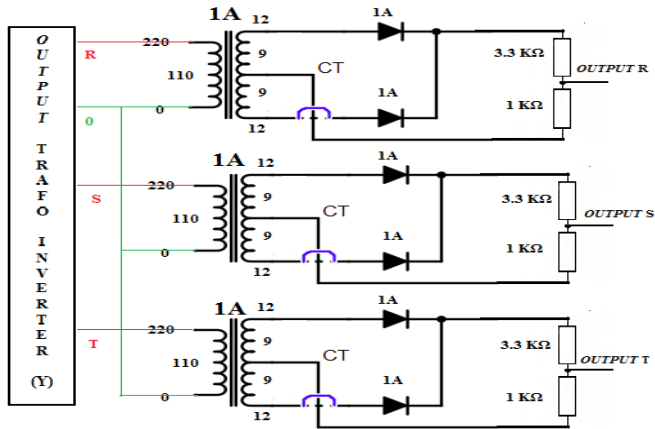 OUTPUT TRAFO INVERTER (Y)
R
0
S
T
1A
220
110
0
12
9
9
12
CT
1A
1A
3.3 KΩ
1 KΩ
OUTPUT R
1A
220
110
0
12
9
9
12
CT
1A
1A
3.3 KΩ
1 KΩ
OUTPUT S
1A
220
110
0
12
9
9
12
CT
1A
1A
3.3 KΩ
1 KΩ
OUTPUT T